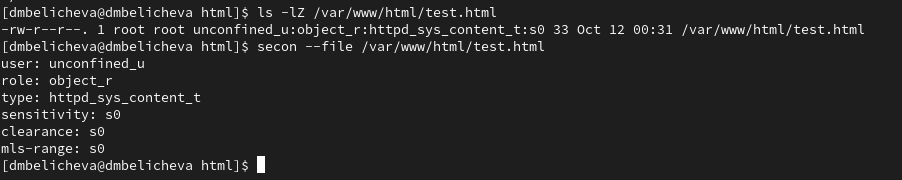 [dmbelicheva@dmbelicheva html]$ ls -lZ /var/www/html/test.html
-rw-r--r--. 1 root root unconfined_u:object_r:httpd_sys_content_t:s0 33 Oct 12 00:31 /var/www/html/test.html
[dmbelicheva@dmbelicheva html]$ secon --file /var/www/html/test.html
user: unconfined_u
role: object_r
type: httpd_sys_content_t
sensitivity: s0
clearance: s0
mls-range: s0
[dmbelicheva@dmbelicheva html]$